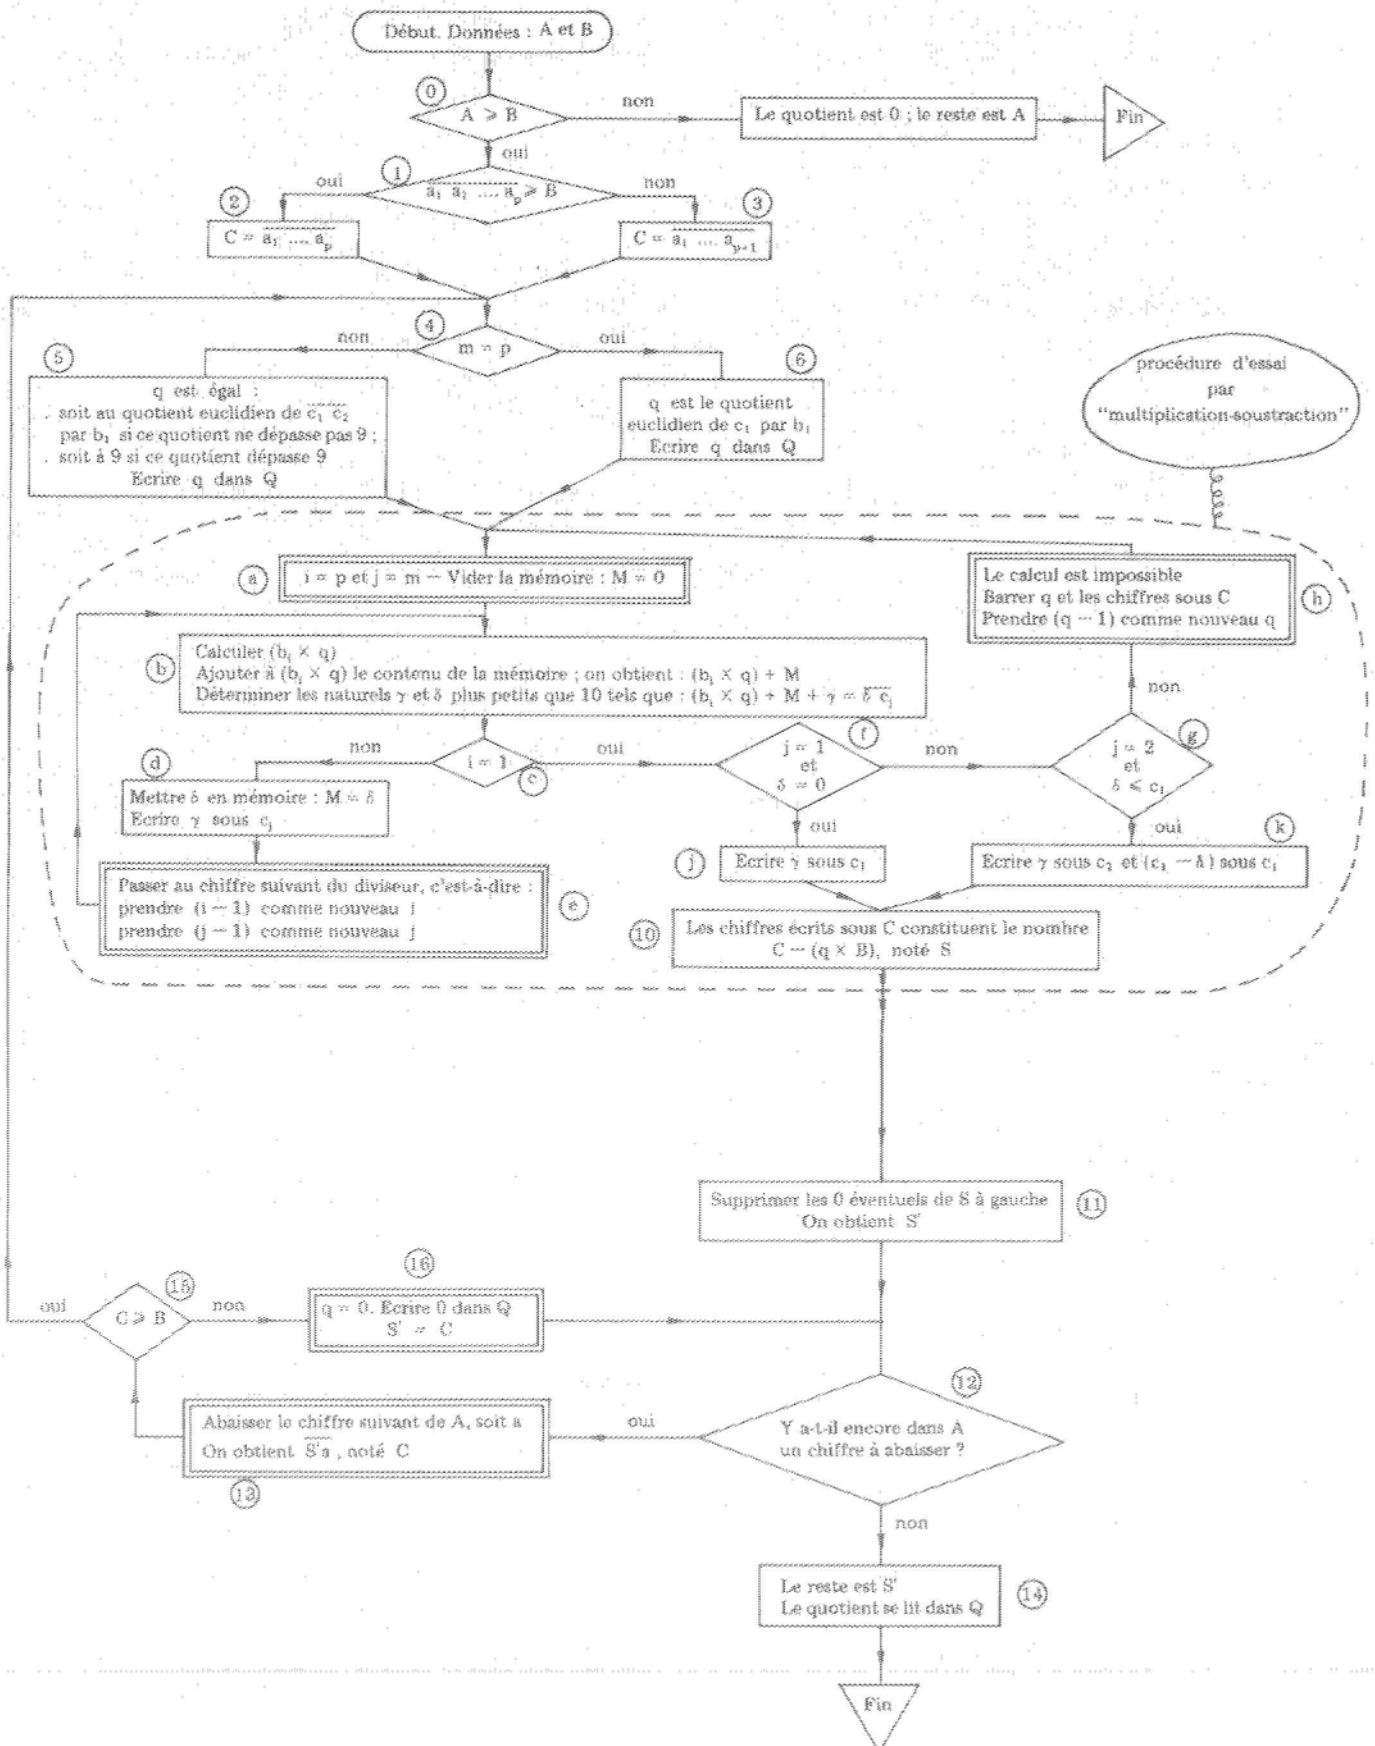 Début. Données : A et B
0
A ⩾ B
non
Le quotient est 0 ; le reste est A
Fin
oui
1
a₁ a₂ .... aₚ ⩾ B
oui
non
2
C = a₁ .... aₚ
3
C = a₁ .... aₚ₊₁
4
m = p
non
oui
5
q est égal :
. soit au quotient euclidien de c₁ c₂
par b₁ si ce quotient ne dépasse pas 9 ;
. soit à 9 si ce quotient dépasse 9
Ecrire q dans Q
6
q est le quotient
euclidien de c₁ par b₁
Ecrire q dans Q
procédure d'essai
par
"multiplication-soustraction"
a
i = p et j = m — Vider la mémoire : M = 0
Le calcul est impossible
Barrer q et les chiffres sous C
Prendre (q — 1) comme nouveau q
h
b
Calculer (bᵢ × q)
Ajouter à (bᵢ × q) le contenu de la mémoire ; on obtient : (bᵢ × q) + M
Déterminer les naturels γ et δ plus petits que 10 tels que : (bᵢ × q) + M + γ = δ cⱼ
non
c
i = 1
non
oui
f
j = 1
et
δ = 0
non
g
j = 2
et
δ ⩽ c₁
d
Mettre δ en mémoire : M = δ
Ecrire γ sous cⱼ
oui
oui
j
Ecrire γ sous c₁
k
Ecrire γ sous c₂ et (c₁ — δ) sous c₁
Passer au chiffre suivant du diviseur, c'est-à-dire :
prendre (i — 1) comme nouveau i
prendre (j — 1) comme nouveau j
e
10
Les chiffres écrits sous C constituent le nombre
C — (q × B), noté S
Supprimer les 0 éventuels de S à gauche
On obtient S'
11
15
C ⩾ B
oui
non
16
q = 0. Ecrire 0 dans Q
S' = C
12
Y a-t-il encore dans A
un chiffre à abaisser ?
oui
Abaisser le chiffre suivant de A, soit a
On obtient S'a , noté C
13
non
Le reste est S'
Le quotient se lit dans Q
14
Fin